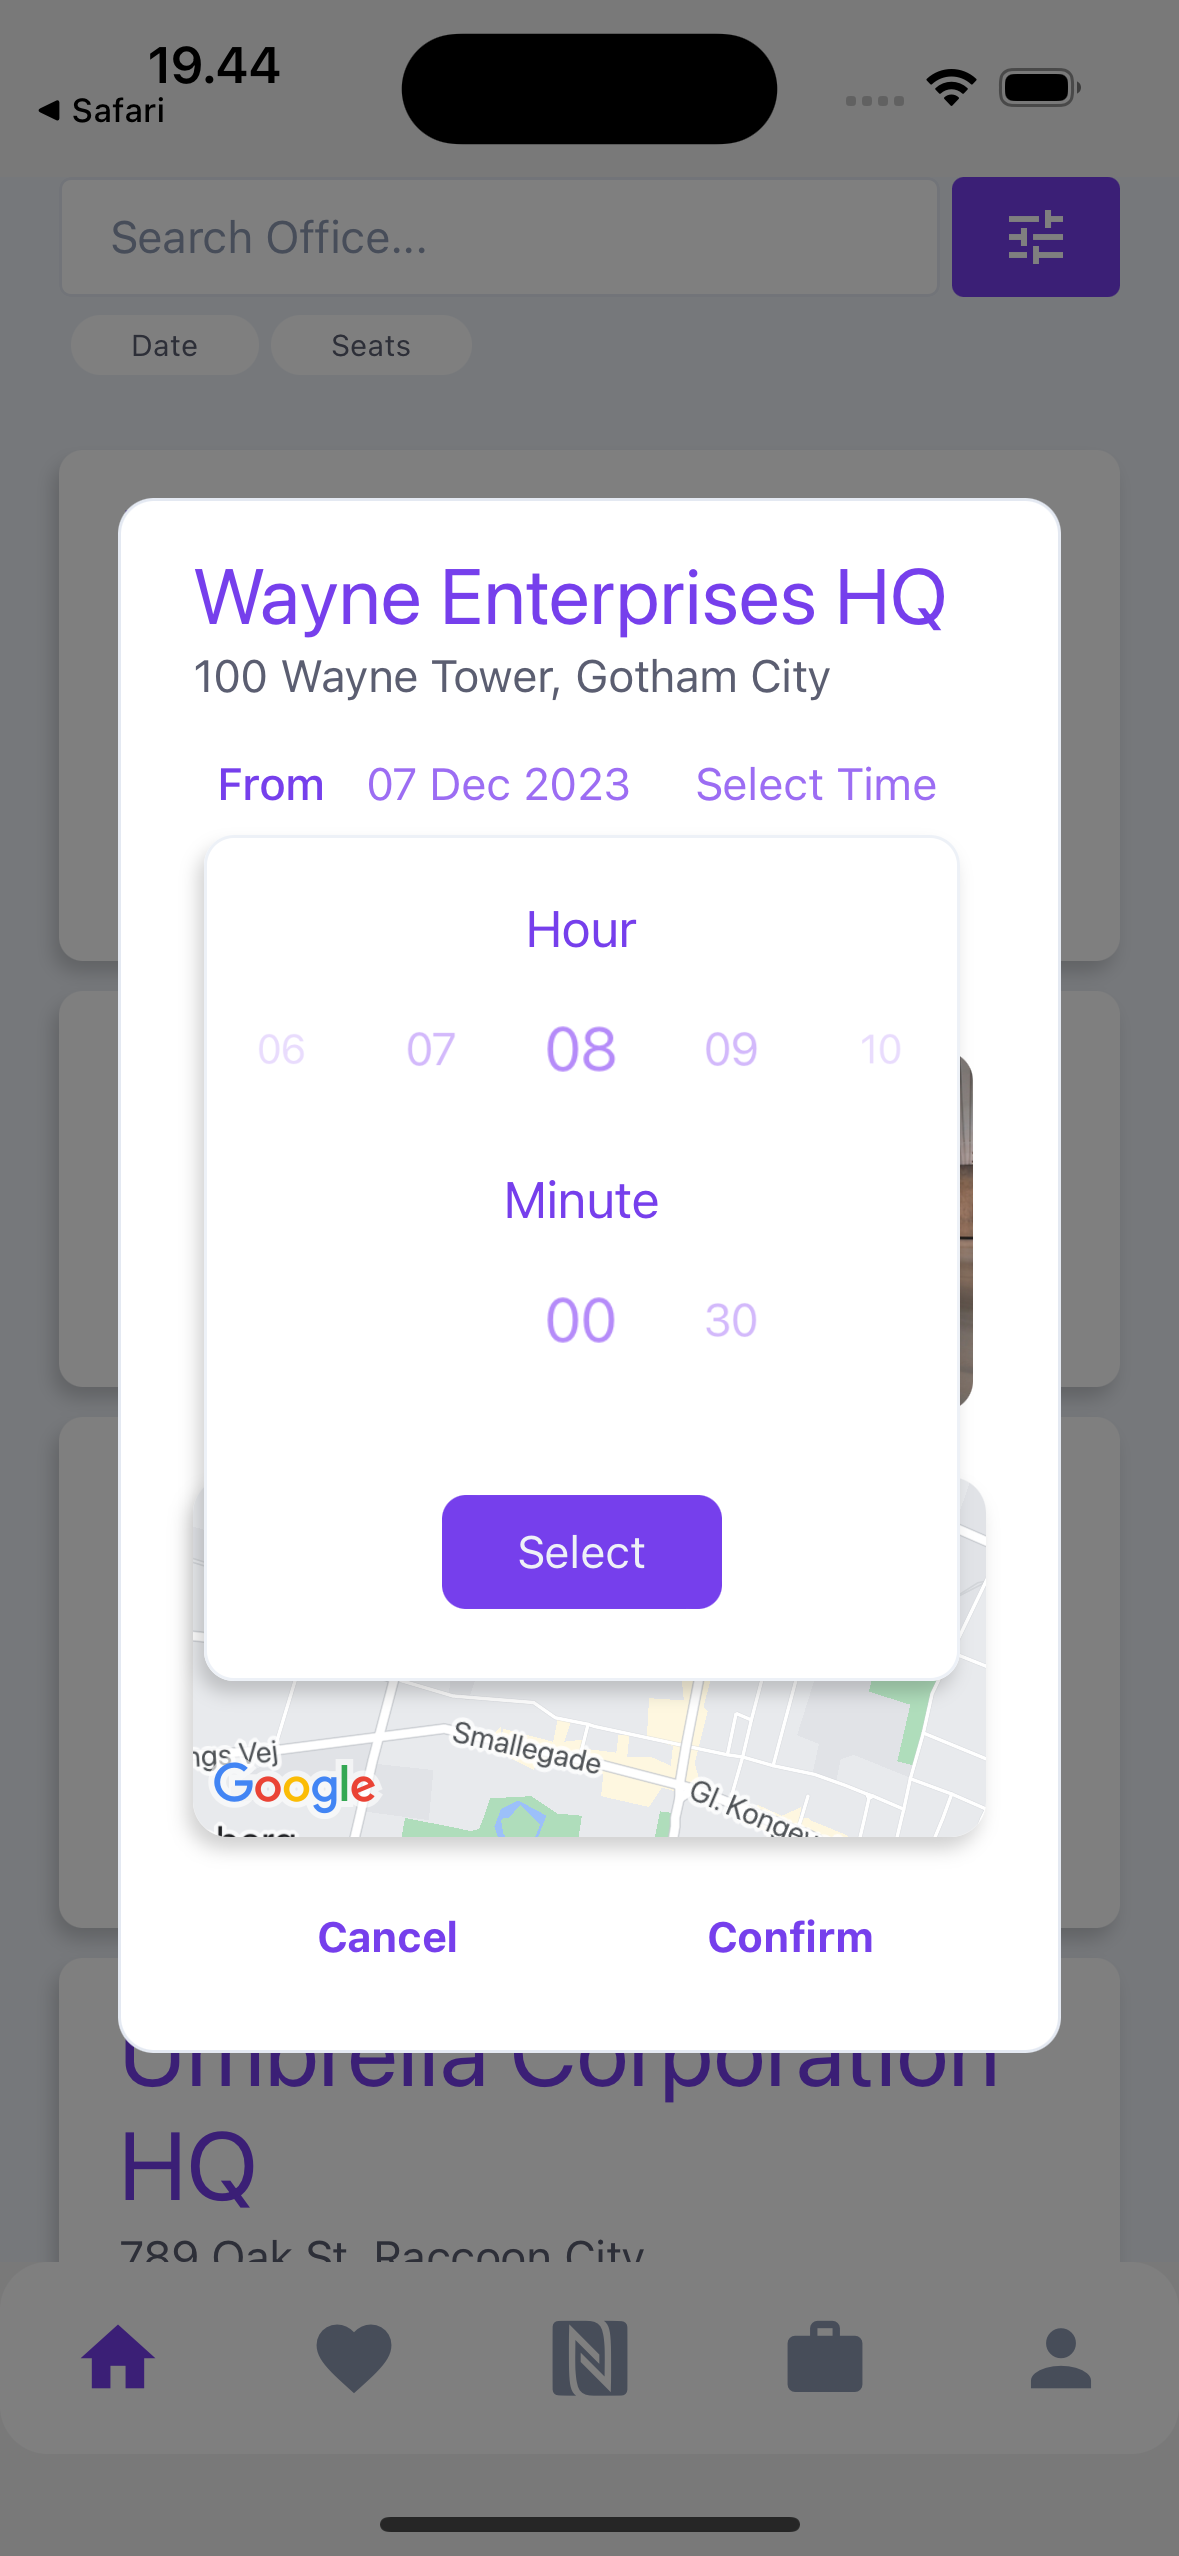 19.44
Safari
Search Office...
Date Seats
Wayne Enterprises HQ
100 Wayne Tower, Gotham City
From 07 Dec 2023 Select Time
Hour
06 07 08 09 10
Minute
00 30
Select
Smallegade
ngs Vej
Google
Gl. Kongev
berg
Cancel Confirm
Umbrella Corporation
HQ
789 Oak St, Raccoon City